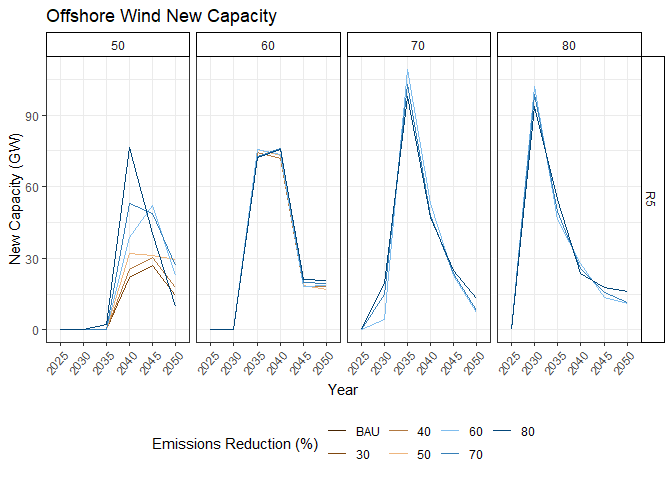 Offshore Wind New Capacity
50 60 70 80
R5
New Capacity (GW)
90
60
30
0
2025 2030 2035 2040 2045 2050 2025 2030 2035 2040 2045 2050 2025 2030 2035 2040 2045 2050 2025 2030 2035 2040 2045 2050
Year
Emissions Reduction (%)
BAU 40 60 80
30 50 70